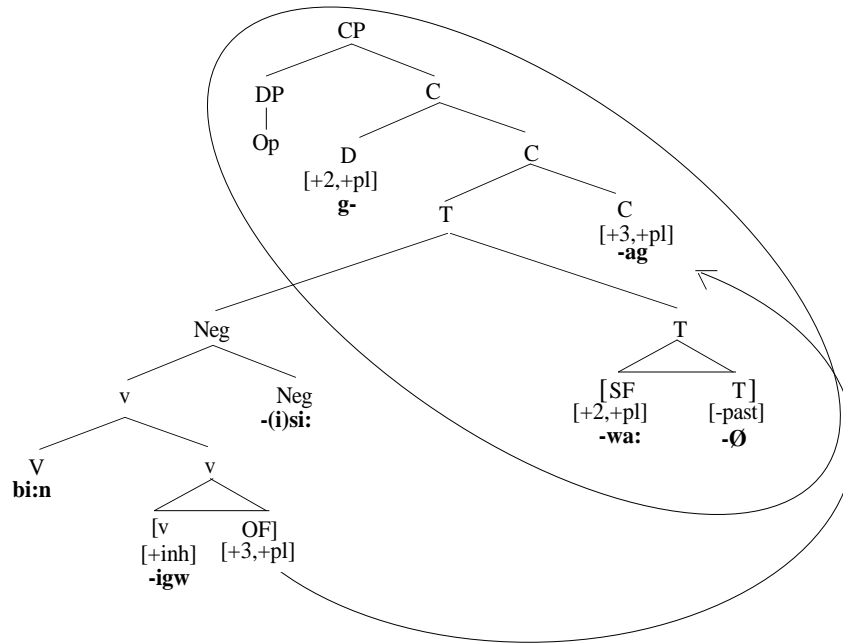 CP
DP C
Op
D C
[+2,+pl]
g-
T C
[+3,+pl]
-ag
Neg T
v Neg [SF T]
-(i)si: [+2,+pl] [-past]
-wa: -Ø
V v
bi:n
[v OF]
[+inh] [+3,+pl]
-igw